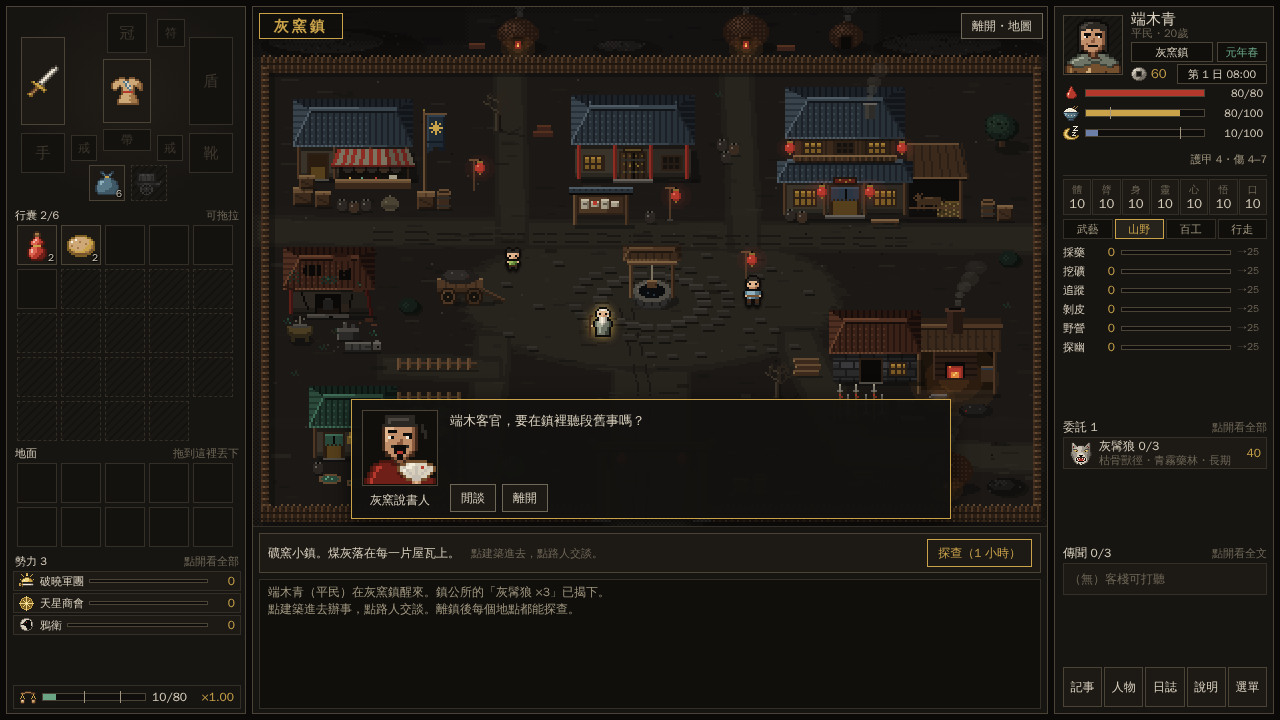 冠
符
盾
手
戒
帶
戒
靴
6
行囊 2/6
可拖拉
2
2
地面
拖到這裡丟下
勢力 3
點開看全部
破曉軍團
0
天星商會
0
鴉衛
0
10/80
×1.00
灰窯鎮
離開·地圖
端木客官，要在鎮裡聽段舊事嗎？
灰窯說書人
閒談
離開
礦窯小鎮。煤灰落在每一片屋瓦上。
點建築進去，點路人交談。
探查（1 小時）
端木青（平民）在灰窯鎮醒來。鎮公所的「灰髯狼 ×3」已揭下。
點建築進去辦事，點路人交談。離鎮後每個地點都能探查。
端木青
平民·20歲
灰窯鎮
元年春
60
第 1 日 08:00
80/80
80/100
10/100
護甲 4·傷 4–7
體
臂
身
靈
心
悟
口
10
10
10
10
10
10
10
武藝
山野
百工
行走
採藥
0
→25
挖礦
0
→25
追蹤
0
→25
剝皮
0
→25
野營
0
→25
探幽
0
→25
委託 1
點開看全部
灰髯狼 0/3
枯骨獸徑·青霧藥林·長期
40
傳聞 0/3
點開看全文
（無）客棧可打聽
記事
人物
日誌
說明
選單